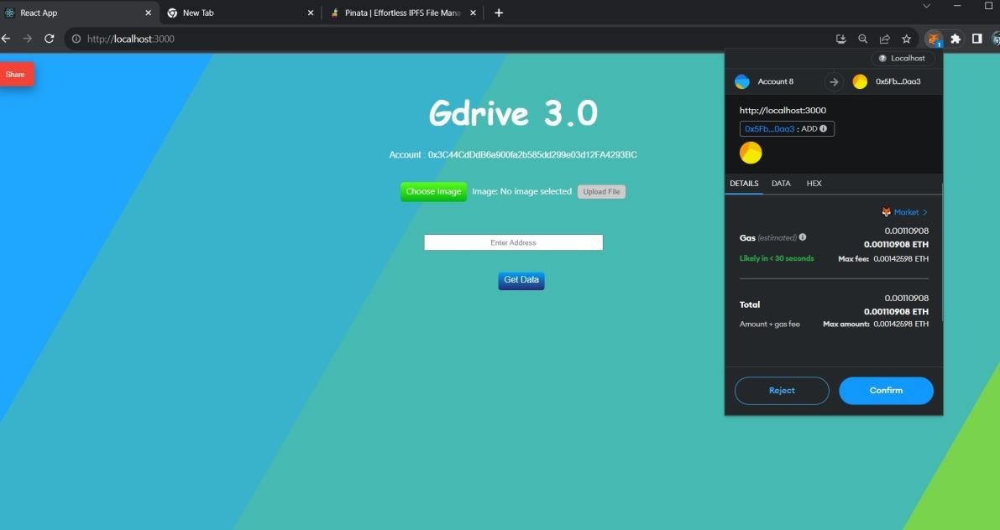 React App
New Tab
Pinata | Effortless IPFS File Mana
http://localhost:3000
1
Share
Gdrive 3.0
Account : 0x3C44CdDdB6a900fa2b585dd299e03d12FA4293BC
Choose Image Image: No image selected Upload File
Enter Address
Get Data
Localhost
Account 8 0x5Fb...0aa3
http://localhost:3000
0x5Fb...0aa3 : ADD
DETAILS DATA HEX
Market >
0.00110908
Gas (estimated) 0.00110908 ETH
Likely in < 30 seconds Max fee: 0.00142598 ETH
0.00110908
Total 0.00110908 ETH
Amount + gas fee Max amount: 0.00142598 ETH
Reject Confirm